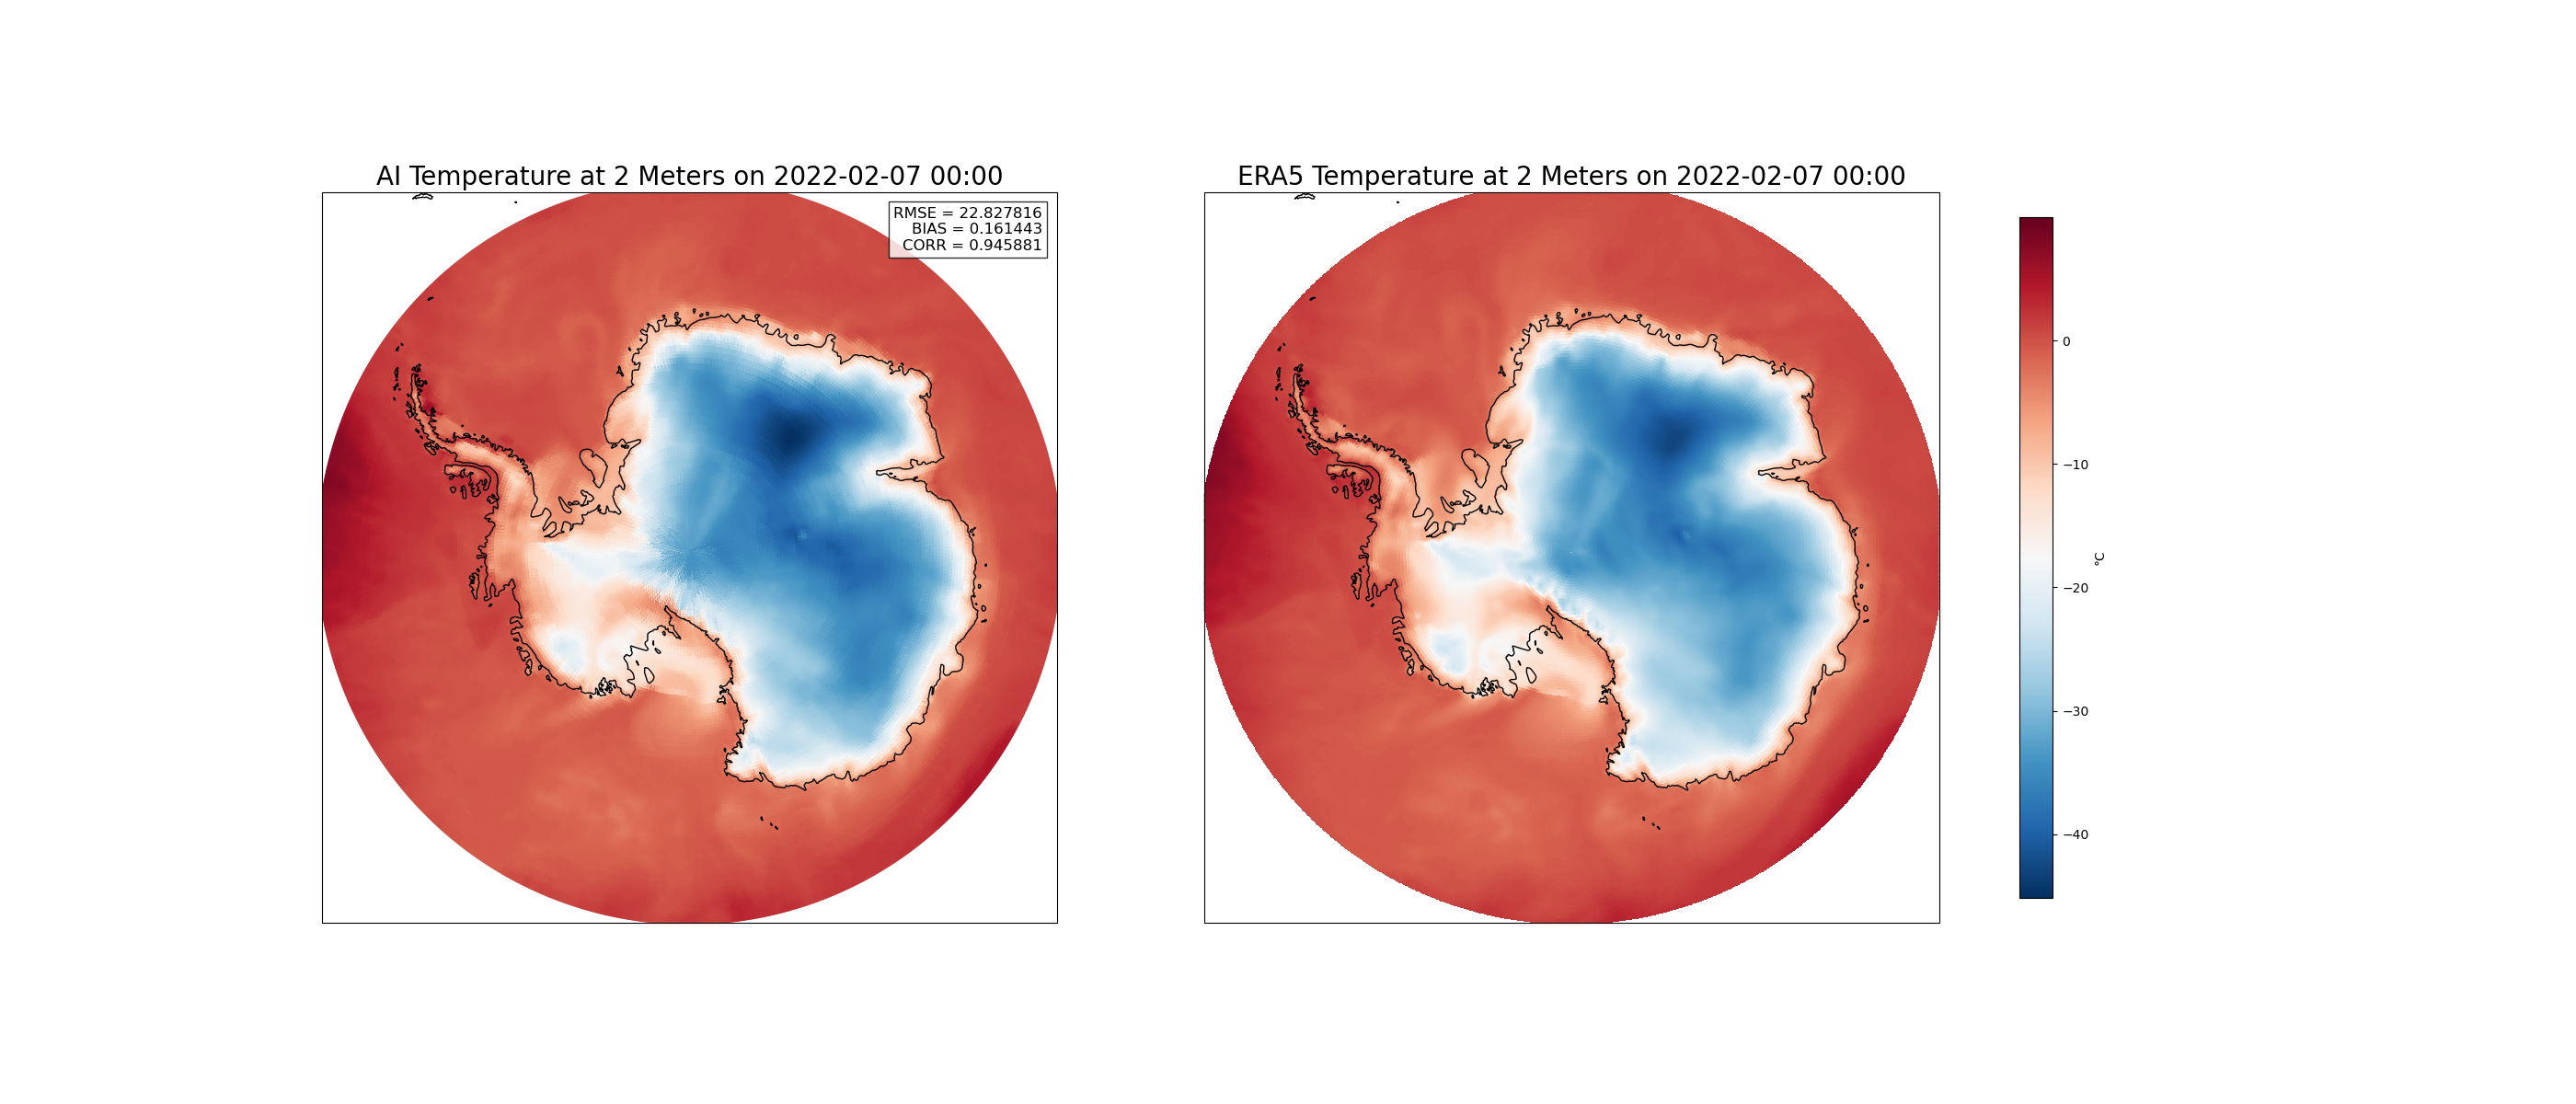 AI Temperature at 2 Meters on 2022-02-07 00:00
RMSE = 22.827816
BIAS = 0.161443
CORR = 0.945881
ERA5 Temperature at 2 Meters on 2022-02-07 00:00
0
−10
−20
−30
−40
°C